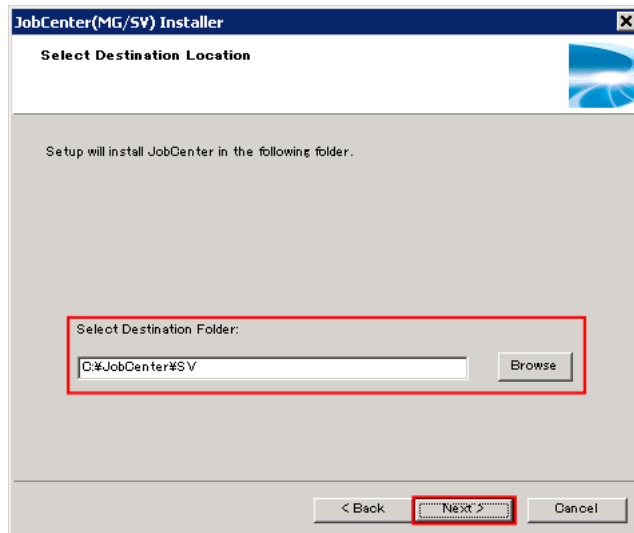 JobCenter(MG/SV) Installer
Select Destination Location
Setup will install JobCenter in the following folder.
Select Destination Folder:
C:¥JobCenter¥SV
Browse
< Back
Next >
Cancel